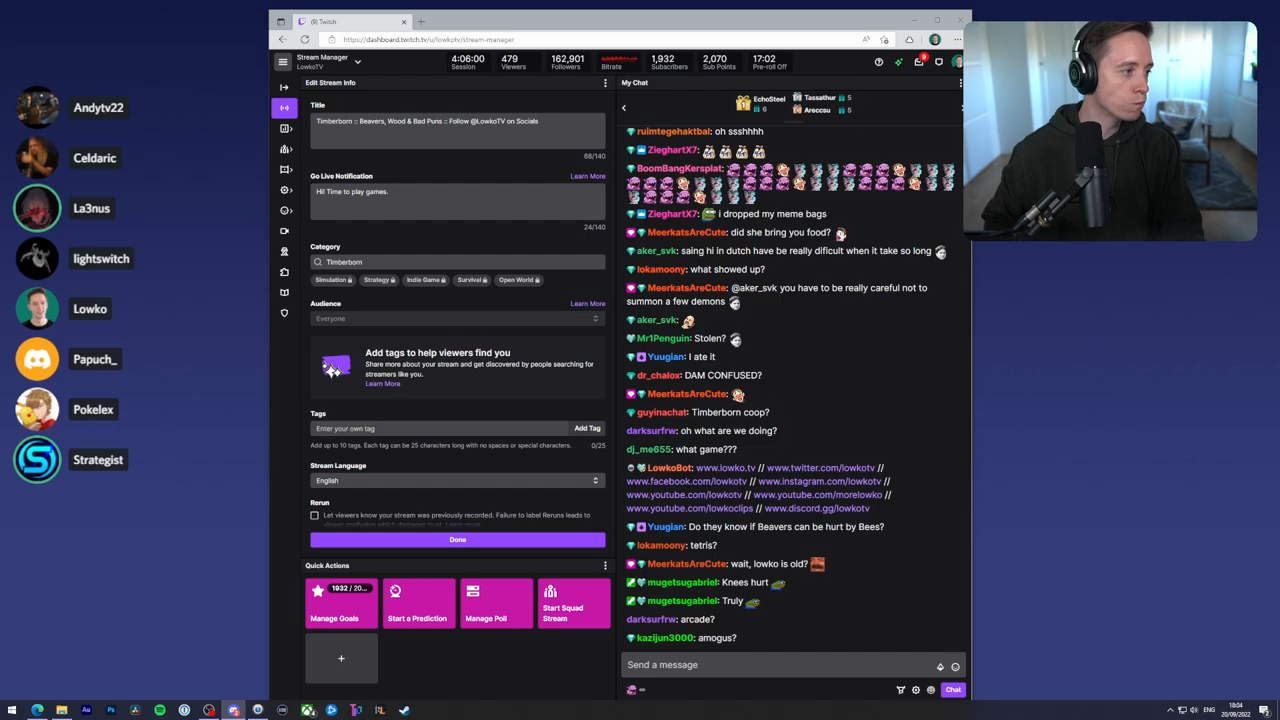 (9) Twitch
https://dashboard.twitch.tv/u/lowkotv/stream-manager
Stream Manager
LowkoTV
4:06:00
Session
479
Viewers
162,901
Followers
Bitrate
1,932
Subscribers
2,070
Sub Points
17:02
Pre-roll Off
Andytv22
Celdaric
La3nus
lightswitch
Lowko
Papuch_
Pokelex
Strategist
Edit Stream Info
Title
Timberborn :: Beavers, Wood & Bad Puns :: Follow @LowkoTV on Socials
68/140
Go Live Notification
Learn More
Hi! Time to play games.
24/140
Category
Timberborn
Simulation
Strategy
Indie Game
Survival
Open World
Audience
Learn More
Everyone
Add tags to help viewers find you
Share more about your stream and get discovered by people searching for
streamers like you.
Learn More
Tags
Enter your own tag
Add Tag
Add up to 10 tags. Each tag can be 25 characters long with no spaces or special characters.
0/25
Stream Language
English
Rerun
Let viewers know your stream was previously recorded. Failure to label Reruns leads to
viewer confusion which damages trust. Learn more
Done
Quick Actions
1932 / 20...
Manage Goals
Start a Prediction
Manage Poll
Start Squad
Stream
My Chat
EchoSteel
6
Tassathur 5
Areccsu 5
ruimtegehaktbal: oh ssshhhh
ZieghartX7:
BoomBangKersplat:
ZieghartX7: i dropped my meme bags
MeerkatsAreCute: did she bring you food?
aker_svk: saing hi in dutch have be really dificult when it take so long
lokamoony: what showed up?
MeerkatsAreCute: @aker_svk you have to be really careful not to
summon a few demons
aker_svk:
Mr1Penguin: Stolen?
Yuugian: I ate it
dr_chalox: DAM CONFUSED?
MeerkatsAreCute:
guyinachat: Timberborn coop?
darksurfrw: oh what are we doing?
dj_me655: what game???
LowkoBot: www.lowko.tv // www.twitter.com/lowkotv //
www.facebook.com/lowkotv // www.instagram.com/lowkotv //
www.youtube.com/lowkotv // www.youtube.com/morelowko //
www.youtube.com/lowkoclips // www.discord.gg/lowkotv
Yuugian: Do they know if Beavers can be hurt by Bees?
lokamoony: tetris?
MeerkatsAreCute: wait, lowko is old?
mugetsugabriel: Knees hurt
mugetsugabriel: Truly
darksurfrw: arcade?
kazijun3000: amogus?
Send a message
Chat
ENG
18:04
20/09/2022